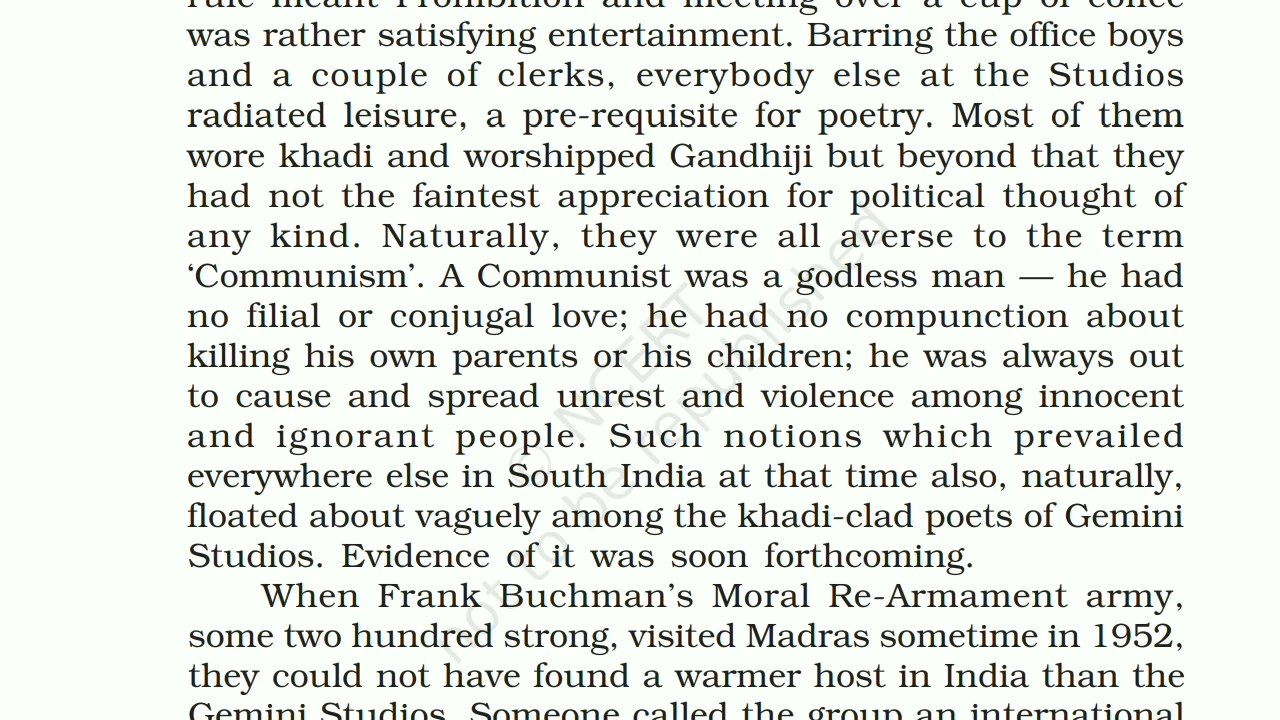 rule meant Prohibition and meeting over a cup of coffee
was rather satisfying entertainment. Barring the office boys
and a couple of clerks, everybody else at the Studios
radiated leisure, a pre-requisite for poetry. Most of them
wore khadi and worshipped Gandhiji but beyond that they
had not the faintest appreciation for political thought of
any kind. Naturally, they were all averse to the term
‘Communism’. A Communist was a godless man — he had
no filial or conjugal love; he had no compunction about
killing his own parents or his children; he was always out
to cause and spread unrest and violence among innocent
and ignorant people. Such notions which prevailed
everywhere else in South India at that time also, naturally,
floated about vaguely among the khadi-clad poets of Gemini
Studios. Evidence of it was soon forthcoming.
When Frank Buchman’s Moral Re-Armament army,
some two hundred strong, visited Madras sometime in 1952,
they could not have found a warmer host in India than the
Gemini Studios. Someone called the group an international
© NCERT
not to be republished